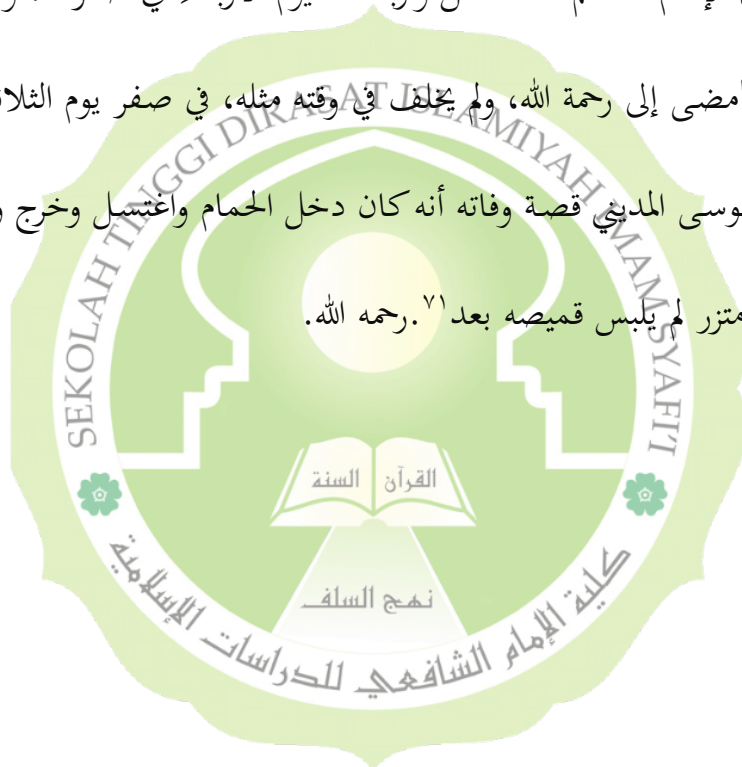 مضى إلى رحمة الله، ولم يخلف في وقته مثله، في صفر يوم
موسى المديني قصة وفاته أنه كان دخل الحمام واغتسل وخرج
متزر لم يلبس قميصه بعد٧١.رحمه الله.
SEKOLAH TINGGI DIRASAT ISLAMIYAH IMAM SYAFI'I
القرآن السنة
نهج السلف
كلية الإمام الشافعي للدراسات الإسلامية